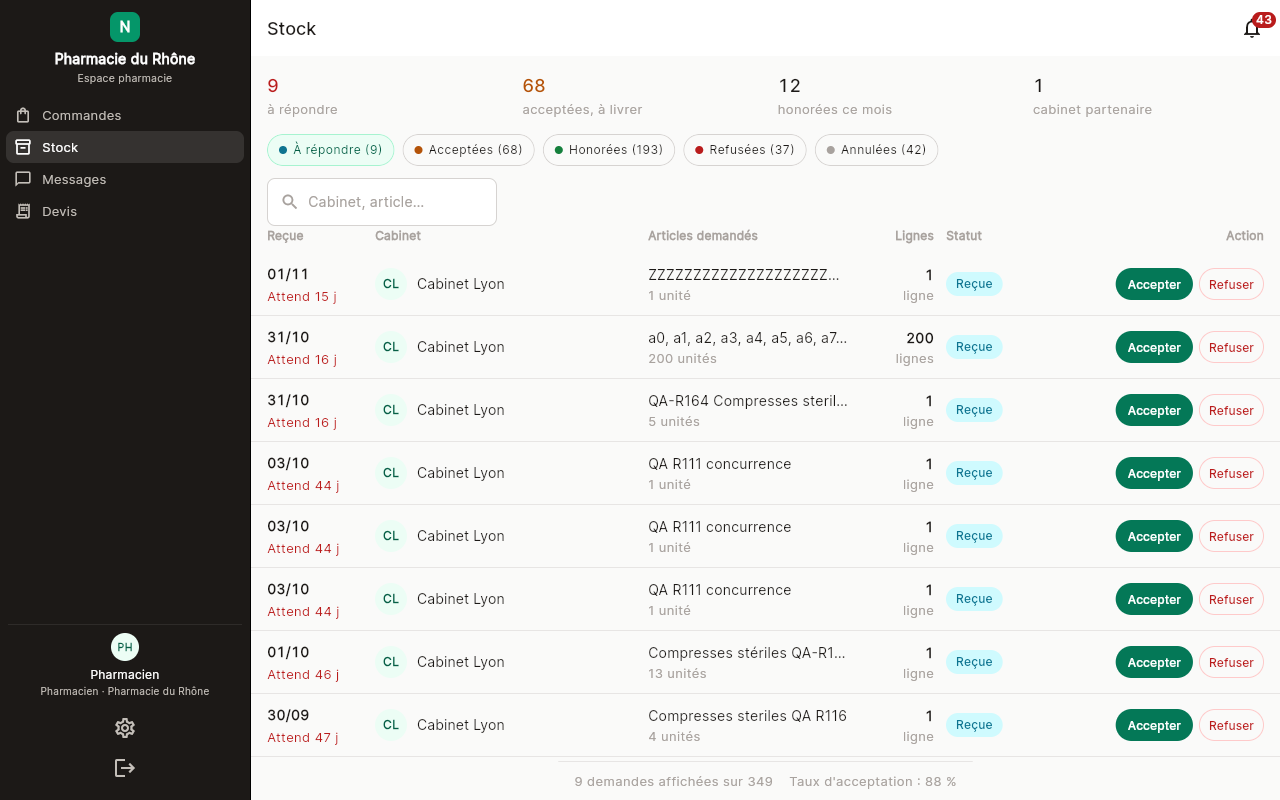 N
Pharmacie du Rhône
Espace pharmacie
Commandes
Stock
Messages
Devis
PH
Pharmacien
Pharmacien · Pharmacie du Rhône
Stock
43
9
à répondre
68
acceptées, à livrer
12
honorées ce mois
1
cabinet partenaire
À répondre (9)
Acceptées (68)
Honorées (193)
Refusées (37)
Annulées (42)
Cabinet, article...
Reçue Cabinet Articles demandés Lignes Statut Action
01/11 CL Cabinet Lyon ZZZZZZZZZZZZZZZZZZZZ... 1 Reçue Accepter Refuser
Attend 15 j 1 unité ligne
31/10 CL Cabinet Lyon a0, a1, a2, a3, a4, a5, a6, a7... 200 Reçue Accepter Refuser
Attend 16 j 200 unités lignes
31/10 CL Cabinet Lyon QA-R164 Compresses steril... 1 Reçue Accepter Refuser
Attend 16 j 5 unités ligne
03/10 CL Cabinet Lyon QA R111 concurrence 1 Reçue Accepter Refuser
Attend 44 j 1 unité ligne
03/10 CL Cabinet Lyon QA R111 concurrence 1 Reçue Accepter Refuser
Attend 44 j 1 unité ligne
03/10 CL Cabinet Lyon QA R111 concurrence 1 Reçue Accepter Refuser
Attend 44 j 1 unité ligne
01/10 CL Cabinet Lyon Compresses stériles QA-R1... 1 Reçue Accepter Refuser
Attend 46 j 13 unités ligne
30/09 CL Cabinet Lyon Compresses steriles QA R116 1 Reçue Accepter Refuser
Attend 47 j 4 unités ligne
9 demandes affichées sur 349 Taux d'acceptation : 88 %